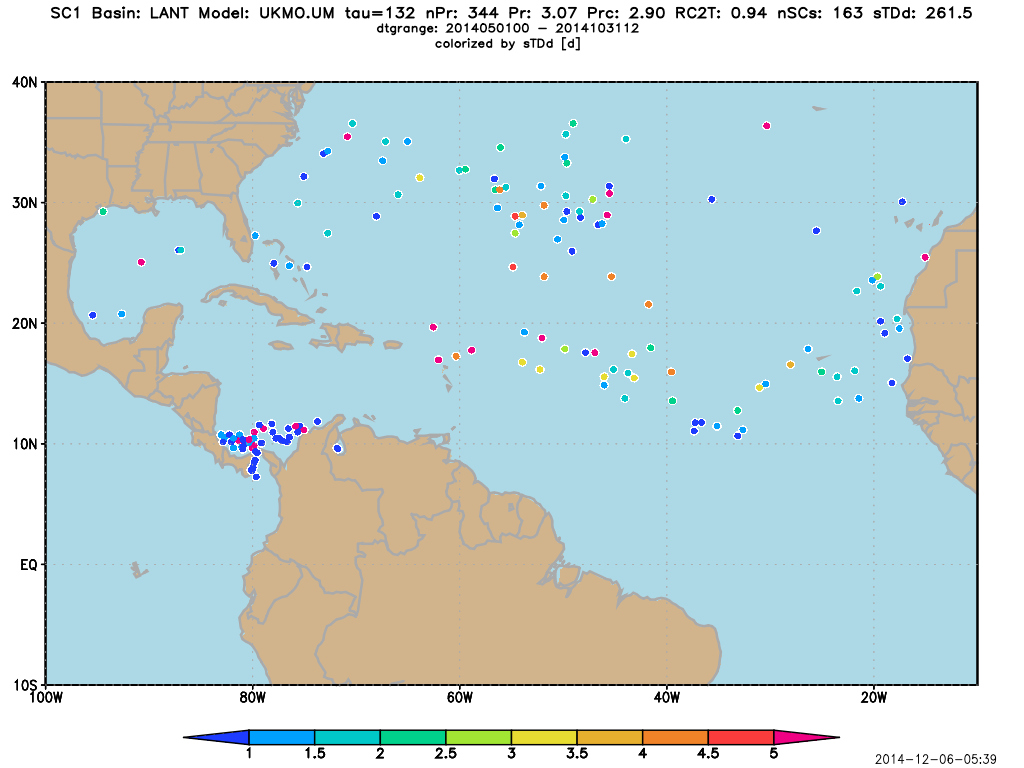 SC1 Basin: LANT Model: UKMO.UM tau=132 nPr: 344 Pr: 3.07 Prc: 2.90 RC2T: 0.94 nSCs: 163 sTDd: 261.5
dtgrange: 2014050100 - 2014103112
colorized by sTDd [d]
40N
30N
20N
10N
EQ
10S
100W 80W 60W 40W 20W
1 1.5 2 2.5 3 3.5 4 4.5 5
2014-12-06-05:39